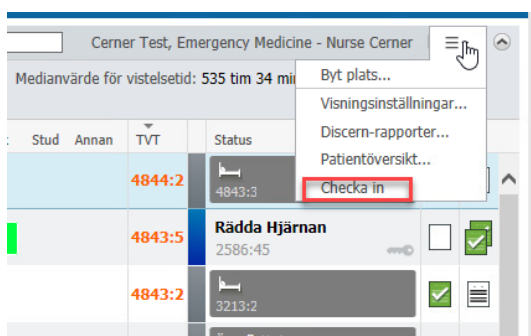 Cerner Test, Emergency Medicine - Nurse Cerner
Medianvärde för vistelsetid: 535 tim 34 min
Byt plats...
Visningsinställningar...
Discern-rapporter...
Patientöversikt...
Checka in
Stud Annan TVT Status
4844:2 4843:3
4843:5 Rädda Hjärnan
2586:45
4843:2 3213:2